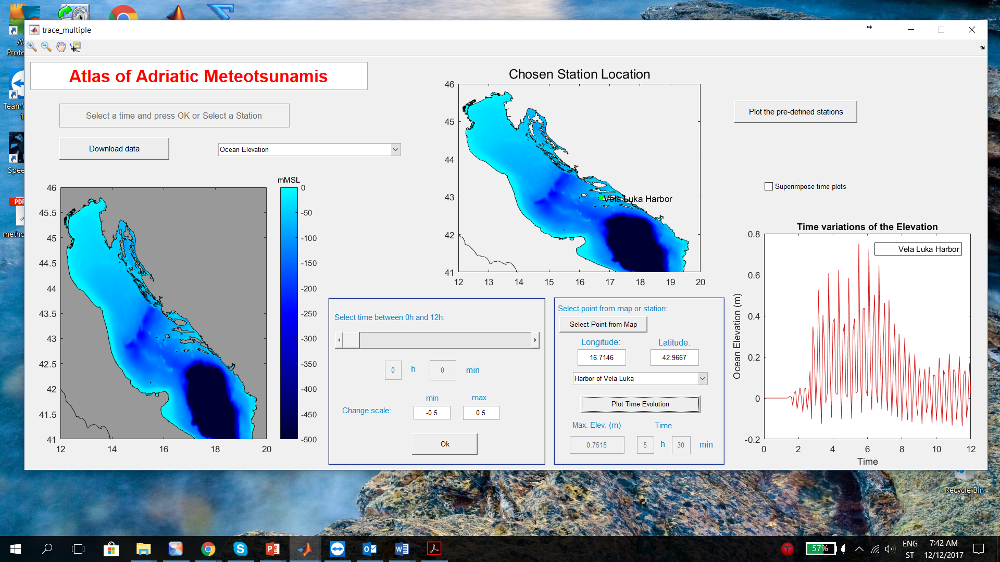 trace_multiple
Atlas of Adriatic Meteotsunamis
Select a time and press OK or Select a Station
Download data
Ocean Elevation
mMSL
46
45.5
45
44.5
44
43.5
43
42.5
42
41.5
41
12
14
16
18
20
0
-50
-100
-150
-200
-250
-300
-350
-400
-450
-500
Chosen Station Location
46
45
44
43
42
41
12
13
14
15
16
17
18
19
20
Vela Luka Harbor
Plot the pre-defined stations
Superimpose time plots
Select time between 0h and 12h:
0
h
0
min
min
max
Change scale:
-0.5
0.5
Ok
Select point from map or station:
Select Point from Map
Longitude:
Latitude:
16.7146
42.9667
Harbor of Vela Luka
Plot Time Evolution
Max. Elev. (m)
Time
0.7515
5
h
30
min
Time variations of the Elevation
Vela Luka Harbor
Ocean Elevation (m)
0.8
0.6
0.4
0.2
0
-0.2
0
2
4
6
8
10
12
Time
Prote
TeamV
1
Spee
PDF
metho
Recycle Bin
57%
ENG
ST
7:42 AM
12/12/2017